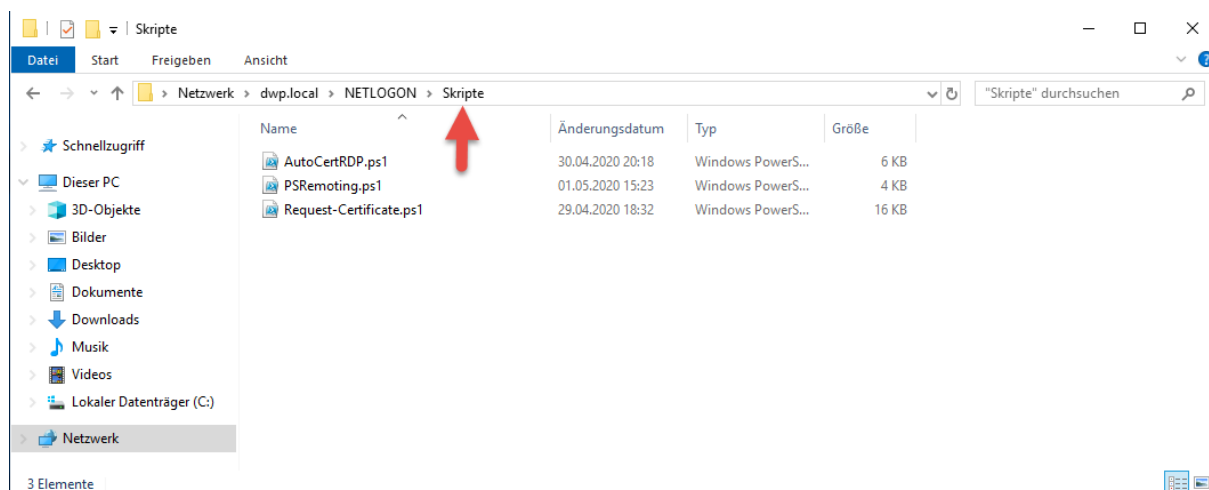 Skripte
Datei Start Freigeben Ansicht
Netzwerk > dwp.local > NETLOGON > Skripte "Skripte" durchsuchen
Name Änderungsdatum Typ Größe
Schnellzugriff
AutoCertRDP.ps1 30.04.2020 20:18 Windows PowerS... 6 KB
Dieser PC
PSRemoting.ps1 01.05.2020 15:23 Windows PowerS... 4 KB
3D-Objekte
Request-Certificate.ps1 29.04.2020 18:32 Windows PowerS... 16 KB
Bilder
Desktop
Dokumente
Downloads
Musik
Videos
Lokaler Datenträger (C:)
Netzwerk
3 Elemente